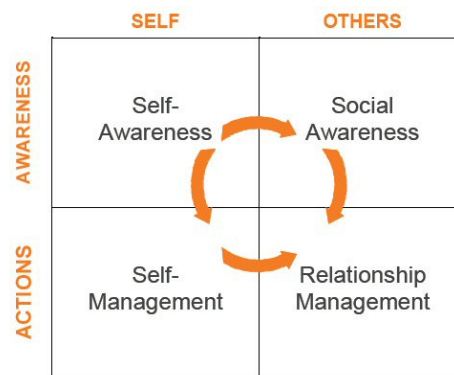 SELF
OTHERS
AWARENESS
Self-
Awareness
Social
Awareness
ACTIONS
Self-
Management
Relationship
Management